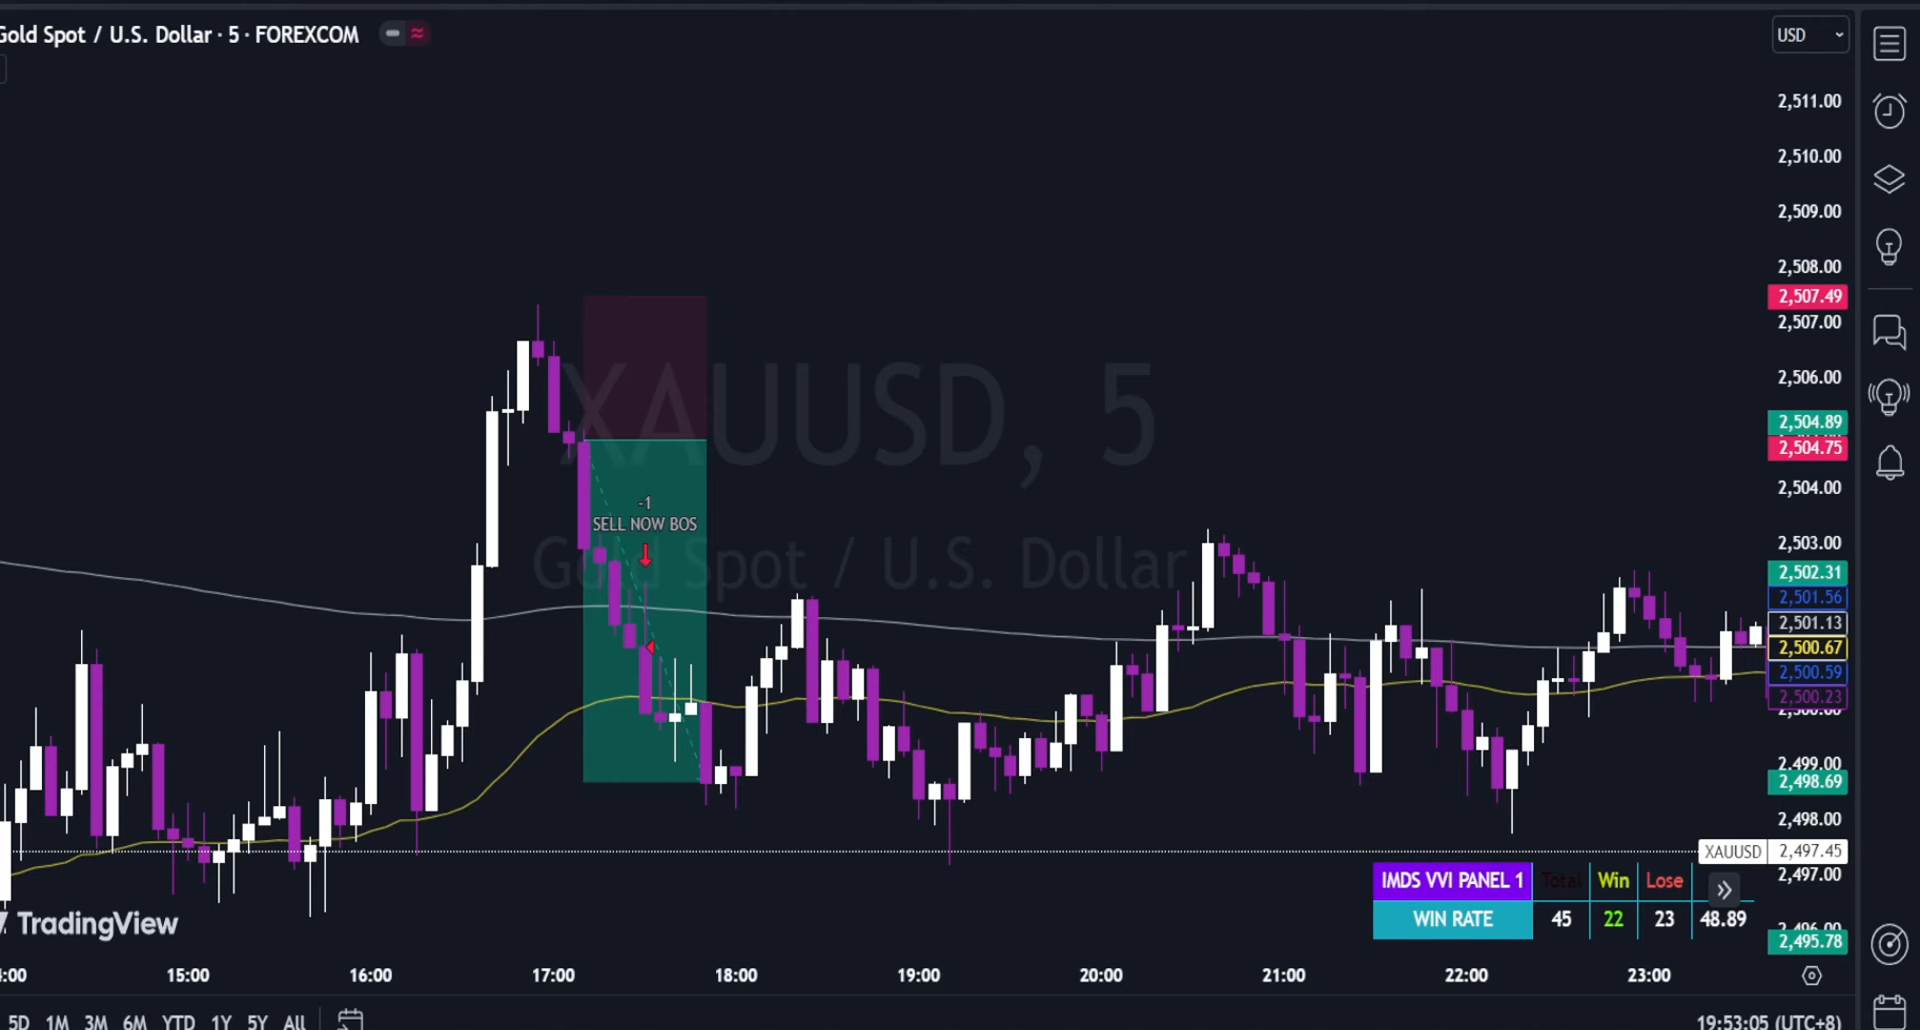 Gold Spot / U.S. Dollar · 5 · FOREXCOM
USD
2,511.00
2,510.00
2,509.00
2,508.00
2,507.49
2,507.00
2,506.00
2,504.89
2,504.75
2,504.00
2,503.00
2,502.31
2,501.56
2,501.13
2,500.67
2,500.59
2,500.23
2,499.00
2,498.69
2,498.00
XAUUSD 2,497.45
2,497.00
2,495.78
XAUUSD, 5
Gold Spot / U.S. Dollar
-1
SELL NOW BOS
IMDS VVI PANEL 1 Total Win Lose
WIN RATE 45 22 23 48.89
TradingView
15:00 16:00 17:00 18:00 19:00 20:00 21:00 22:00 23:00
5D 1M 3M 6M YTD 1Y 5Y All
19:53:05 (UTC+8)